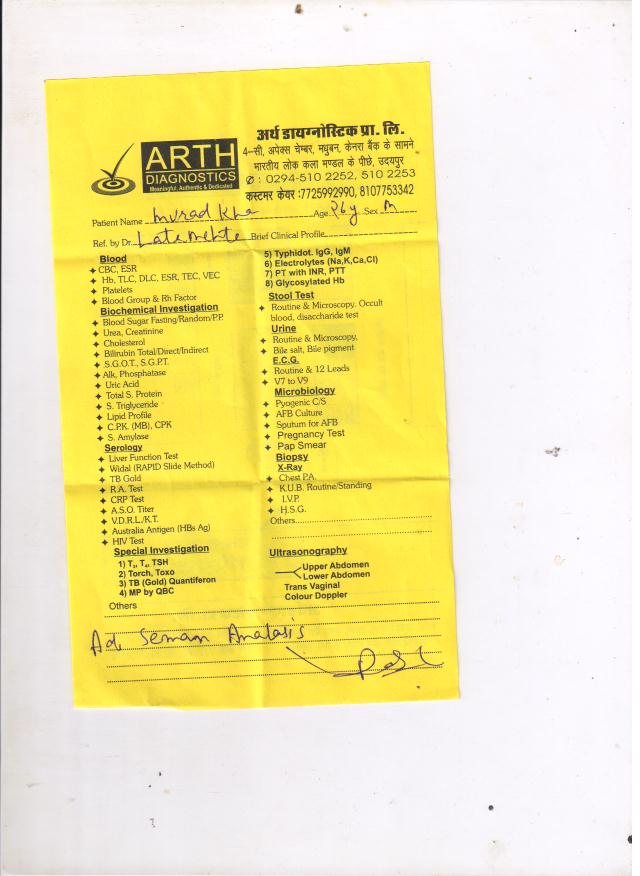 अर्थ डायग्नोस्टिक प्रा. लि.
4-सी, अपेक्स चेम्बर, मधुबन, केनरा बैंक के सामने
भारतीय लोक कला मण्डल के पीछे, उदयपुर
✆ : 0294-510 2252, 510 2253
कस्टमर केयर :7725992990, 8107753342
ARTH
DIAGNOSTICS
Meaningful, Authentic & Dedicated
Patient Name Murad Kha Age 26 y Sex M
Ref. by Dr. Brief Clinical Profile
Blood
CBC, ESR
Hb, TLC, DLC, ESR, TEC, VEC
Platelets
Blood Group & Rh Factor
Biochemical Investigation
Blood Sugar Fasting/Random/P.P.
Urea, Creatinine
Cholesterol
Bilirubin Total/Direct/Indirect
S.G.O.T., S.G.P.T.
Alk, Phosphatase
Uric Acid
Total S. Protein
S. Triglyceride
Lipid Profile
C.P.K. (MB), CPK
S. Amylase
Serology
Liver Function Test
Widal (RAPID Slide Method)
TB Gold
R.A. Test
CRP Test
A.S.O. Titer
V.D.R.L./K.T.
Australia Antigen (HBs Ag)
HIV Test
Special Investigation
1) T₃, T₄, TSH
2) Torch, Toxo
3) TB (Gold) Quantiferon
4) MP by QBC
Others
5) Typhidot. IgG, IgM
6) Electrolytes (Na,K,Ca,Cl)
7) PT with INR, PTT
8) Glycosylated Hb
Stool Test
Routine & Microscopy. Occult
blood, disaccharide test
Urine
Routine & Microscopy,
Bile salt, Bile pigment
E.C.G.
Routine & 12 Leads
V7 to V9
Microbiology
Pyogenic C/S
AFB Culture
Sputum for AFB
Pregnancy Test
Pap Smear
Biopsy
X-Ray
Chest P.A.
K.U.B. Routine/Standing
I.V.P.
H.S.G.
Others
Ultrasonography
Upper Abdomen
Lower Abdomen
Trans Vaginal
Colour Doppler
Ad. Seman Analasis